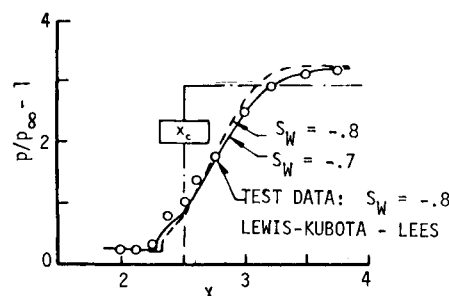 4
p/p∞ - 1
2
0
x_c
S_W = -.8
S_W = -.7
TEST DATA: S_W = -.8
LEWIS-KUBOTA - LEES
2
3
4
x